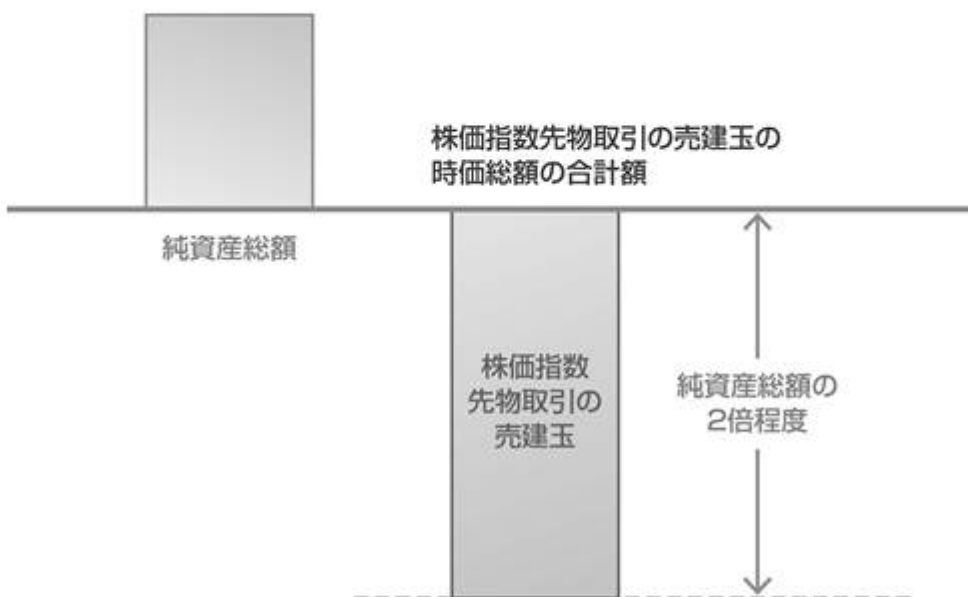 株価指数先物取引の売建玉の
時価総額の合計額
純資産総額
株価指数
先物取引の
売建玉
純資産総額の
2倍程度